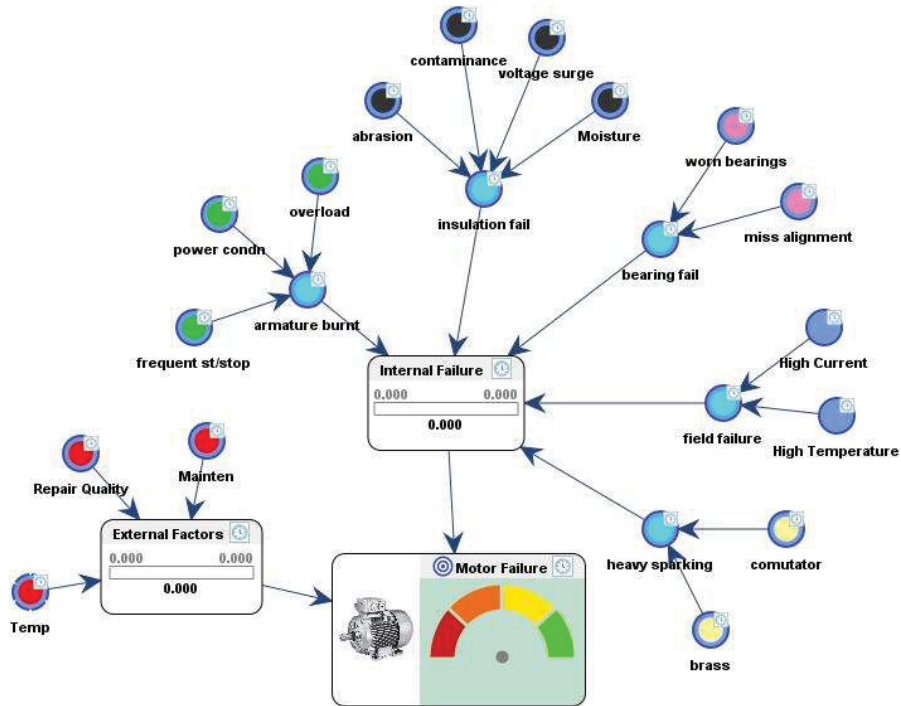 contaminance
voltage surge
abrasion
Moisture
worn bearings
overload
power condn
insulation fail
miss alignment
bearing fail
armature burnt
frequent st/stop
High Current
Internal Failure
0.000 0.000
0.000
field failure
High Temperature
Repair Quality
Mainten
External Factors
0.000 0.000
0.000
heavy sparking
comutator
Motor Failure
Temp
brass